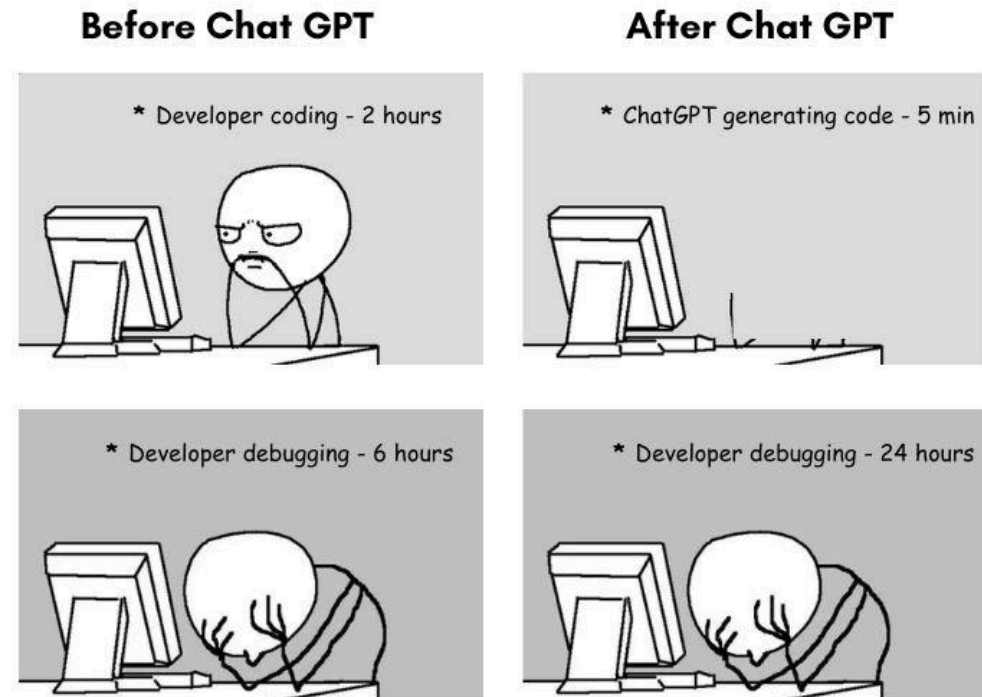 Before Chat GPT
After Chat GPT
* Developer coding - 2 hours
* ChatGPT generating code - 5 min
* Developer debugging - 6 hours
* Developer debugging - 24 hours